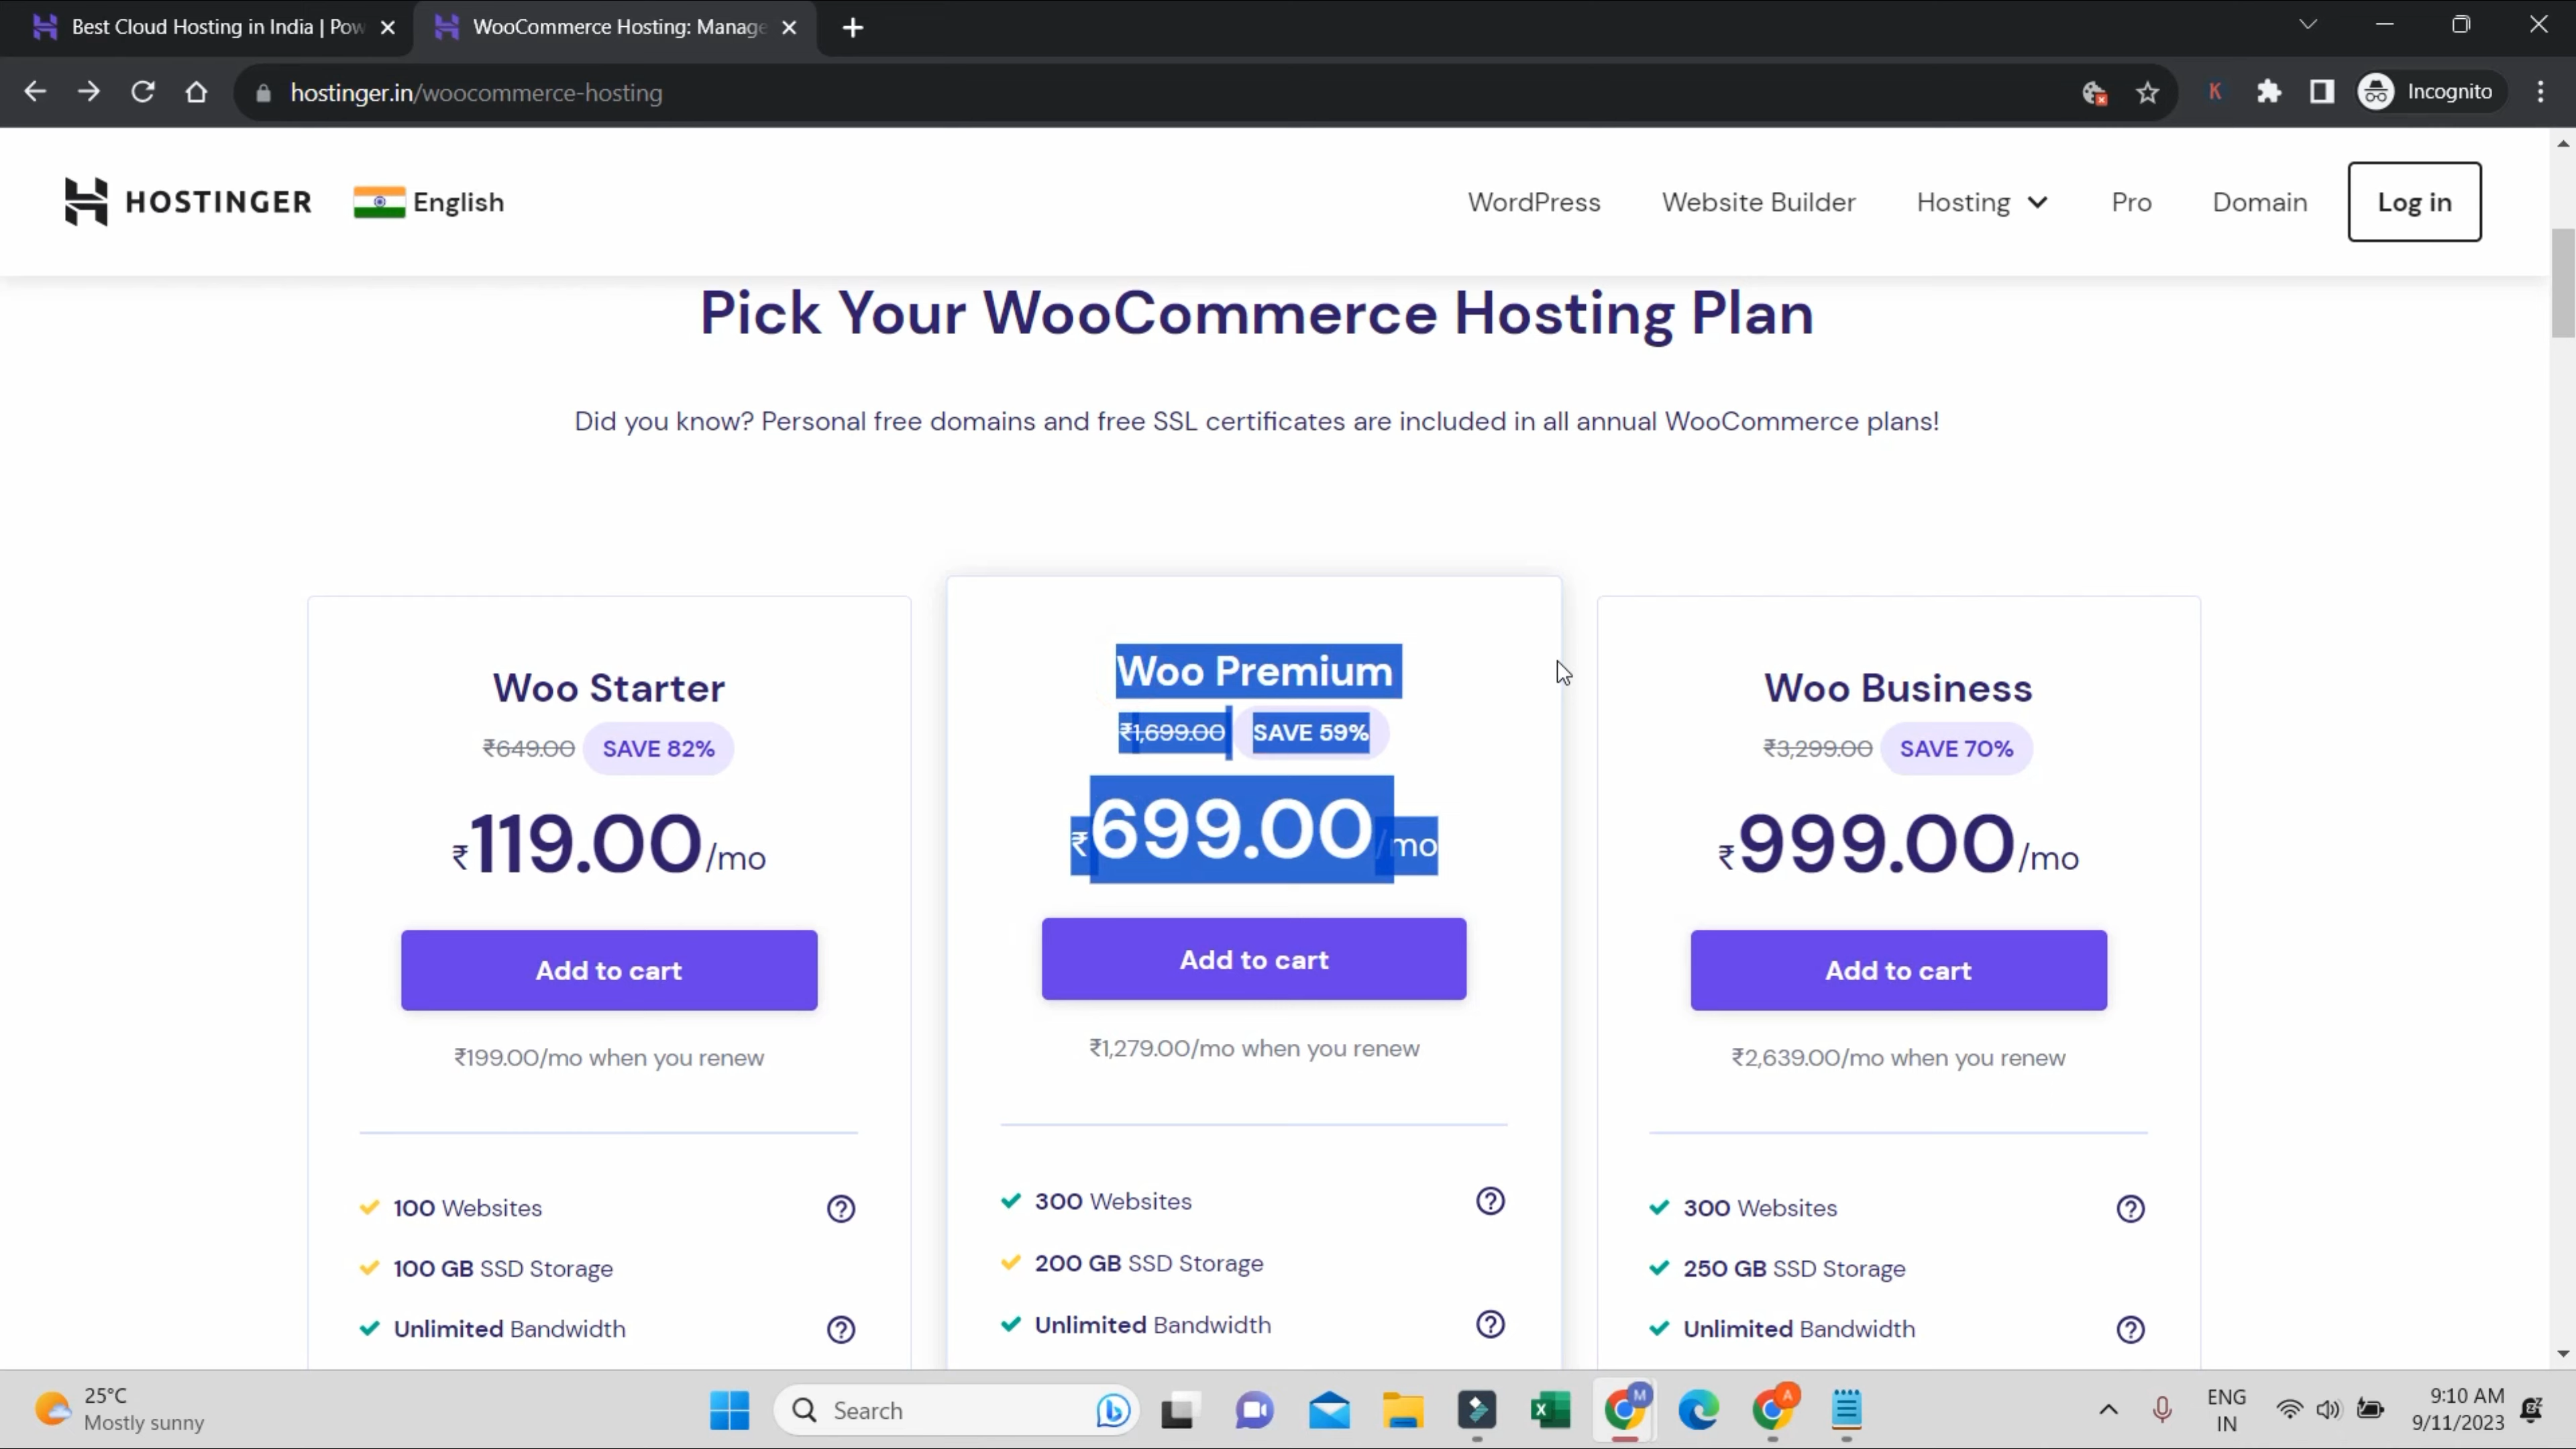 Best Cloud Hosting in India | Pow
WooCommerce Hosting: Manage
hostinger.in/woocommerce-hosting
K
Incognito
HOSTINGER
English
WordPress
Website Builder
Hosting
Pro
Domain
Log in
Pick Your WooCommerce Hosting Plan
Did you know? Personal free domains and free SSL certificates are included in all annual WooCommerce plans!
Woo Starter
₹649.00 SAVE 82%
₹119.00/mo
Add to cart
₹199.00/mo when you renew
100 Websites
100 GB SSD Storage
Unlimited Bandwidth
Woo Premium
₹1,699.00 SAVE 59%
₹699.00/mo
Add to cart
₹1,279.00/mo when you renew
300 Websites
200 GB SSD Storage
Unlimited Bandwidth
Woo Business
₹3,299.00 SAVE 70%
₹999.00/mo
Add to cart
₹2,639.00/mo when you renew
300 Websites
250 GB SSD Storage
Unlimited Bandwidth
25°C
Mostly sunny
Search
M
A
ENG
IN
9:10 AM
9/11/2023